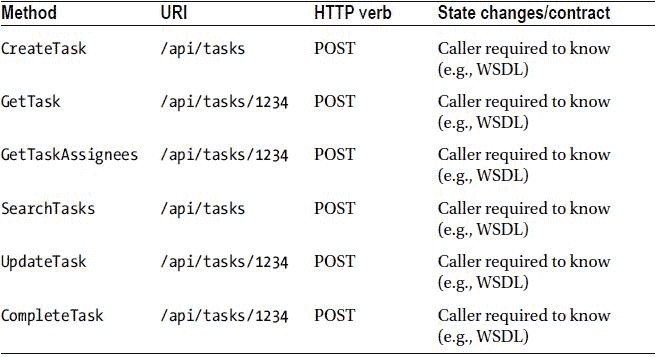 Method URI HTTP verb State changes/contract
CreateTask /api/tasks POST Caller required to know
(e.g., WSDL)
GetTask /api/tasks/1234 POST Caller required to know
(e.g., WSDL)
GetTaskAssignees /api/tasks/1234 POST Caller required to know
(e.g., WSDL)
SearchTasks /api/tasks POST Caller required to know
(e.g., WSDL)
UpdateTask /api/tasks/1234 POST Caller required to know
(e.g., WSDL)
CompleteTask /api/tasks/1234 POST Caller required to know
(e.g., WSDL)